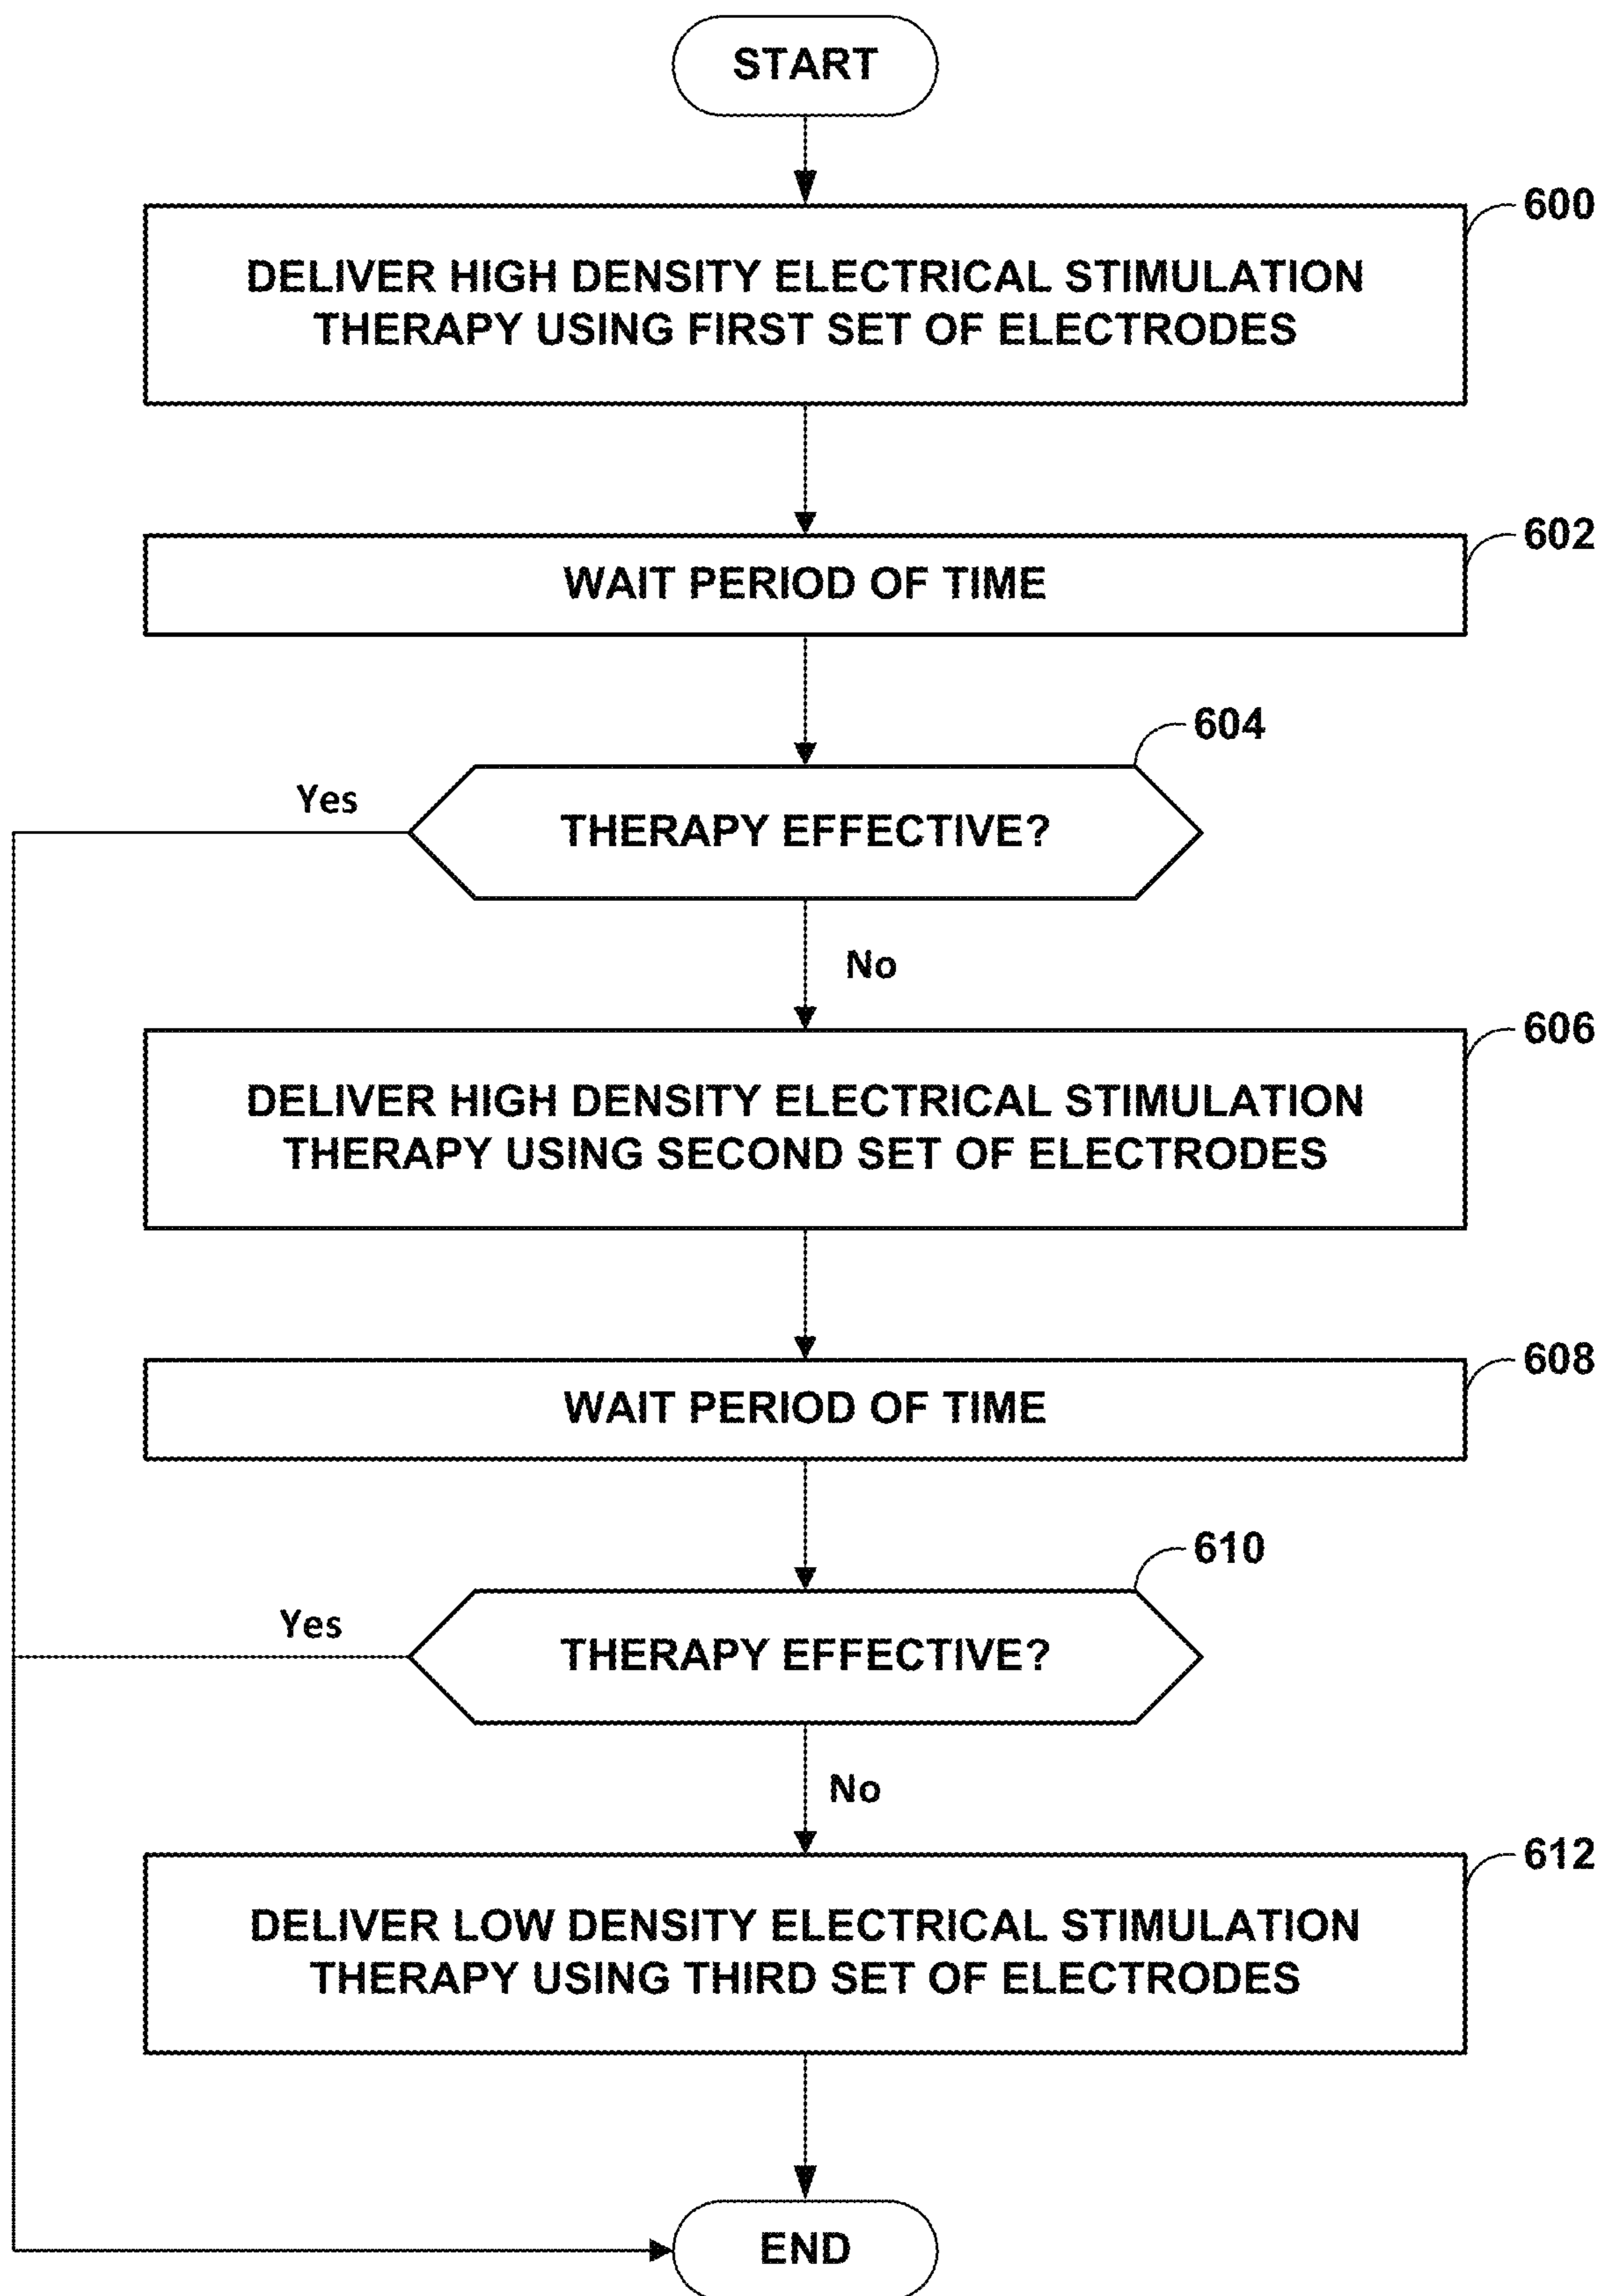 START
600
DELIVER HIGH DENSITY ELECTRICAL STIMULATION
THERAPY USING FIRST SET OF ELECTRODES
602
WAIT PERIOD OF TIME
604
Yes
THERAPY EFFECTIVE?
No
606
DELIVER HIGH DENSITY ELECTRICAL STIMULATION
THERAPY USING SECOND SET OF ELECTRODES
608
WAIT PERIOD OF TIME
610
Yes
THERAPY EFFECTIVE?
No
612
DELIVER LOW DENSITY ELECTRICAL STIMULATION
THERAPY USING THIRD SET OF ELECTRODES
END